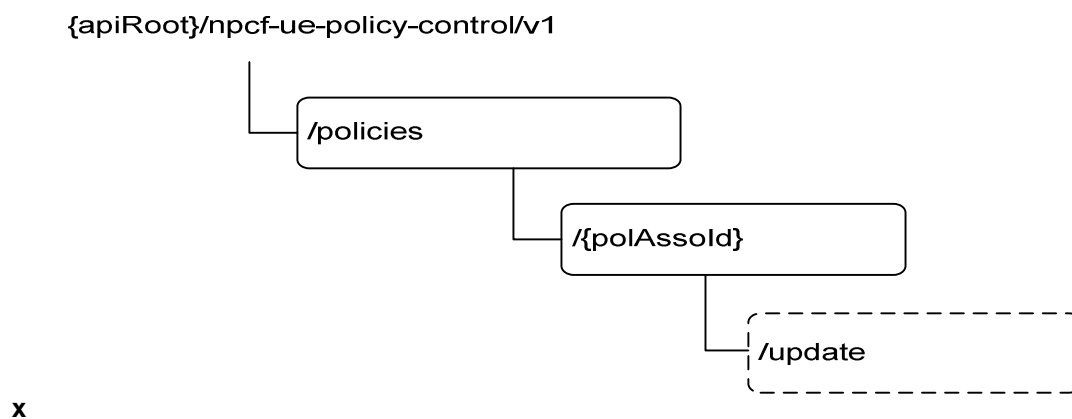 {apiRoot}/npcf-ue-policy-control/v1
/policies
/{polAssoId}
/update
x